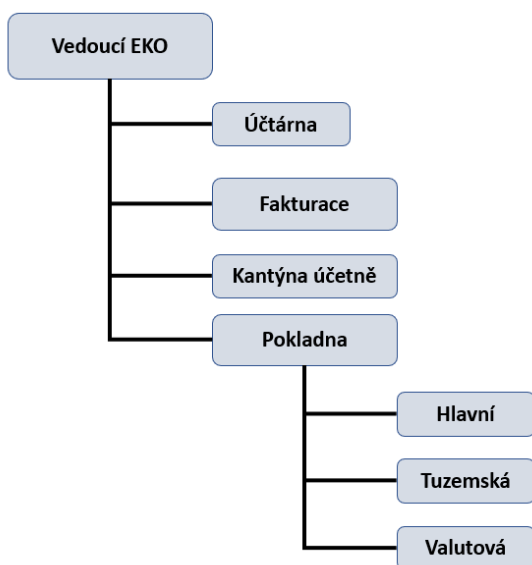 Vedoucí EKO
Účtárna
Fakturace
Kantýna účetně
Pokladna
Hlavní
Tuzemská
Valutová